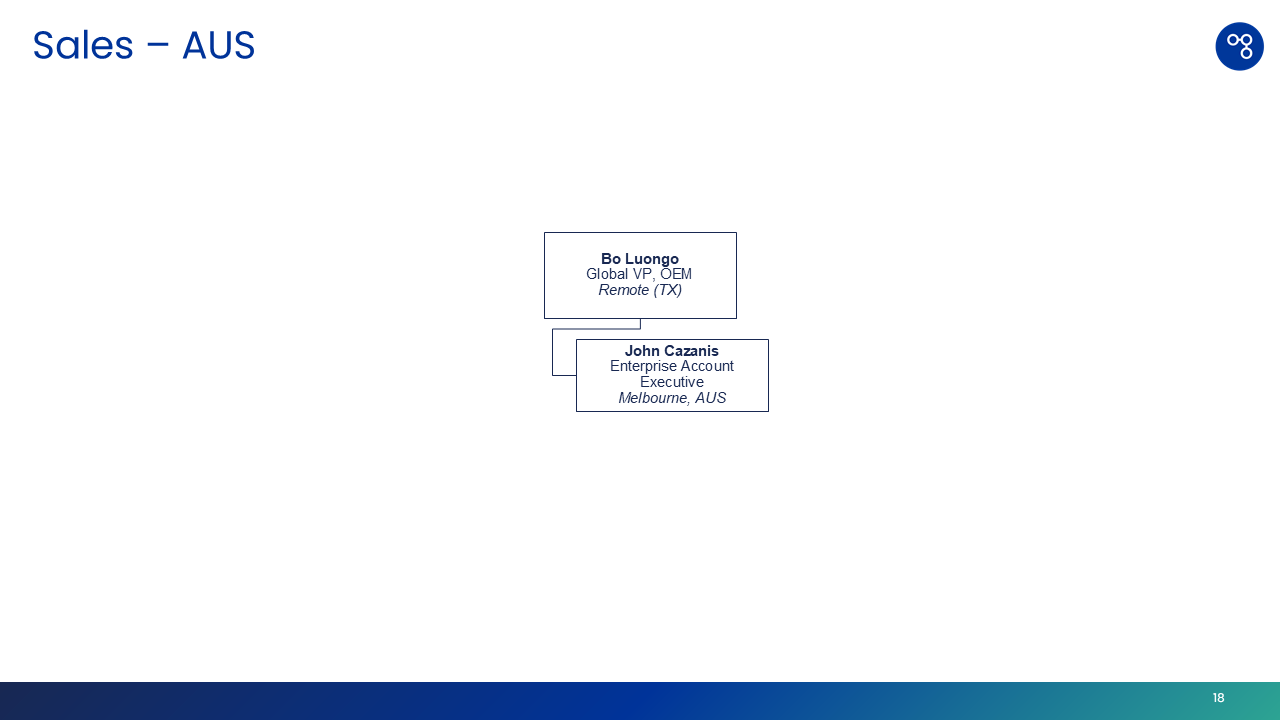 Sales – AUS
Bo Luongo
Global VP, OEM
Remote (TX)
John Cazanis
Enterprise Account
Executive
Melbourne, AUS
18